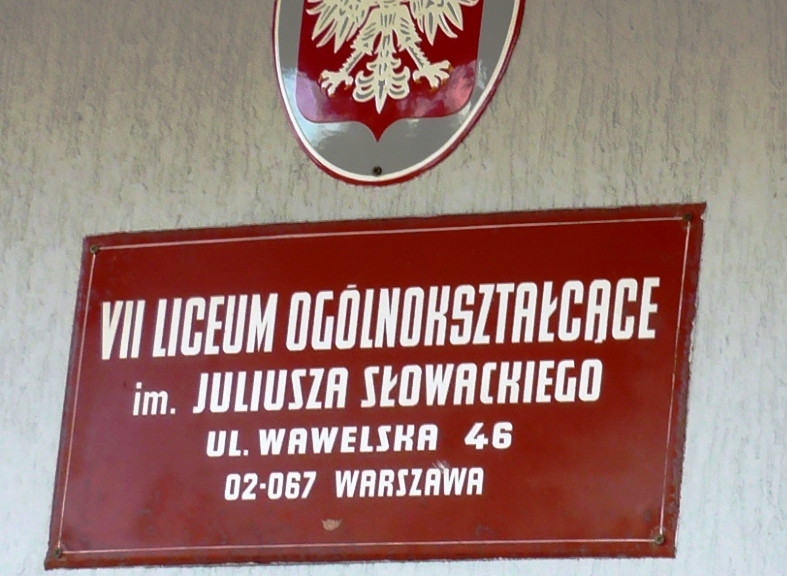 VII LICEUM OGÓLNOKSZTAŁCĄCE
im. JULIUSZA SŁOWACKIEGO
UL. WAWELSKA 46
02-067 WARSZAWA